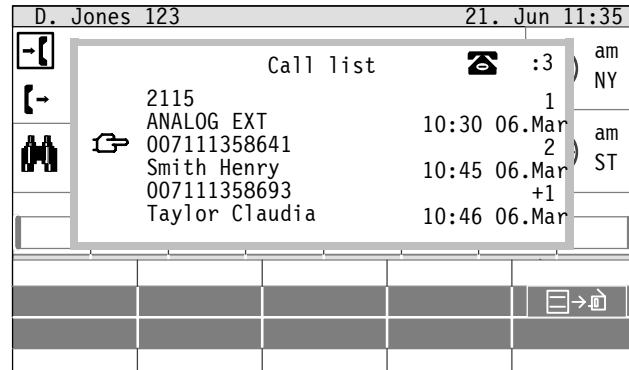 D. Jones 123 21. Jun 11:35
Call list :3
am
NY
2115 1
ANALOG EXT 10:30 06.Mar
007111358641 2
Smith Henry 10:45 06.Mar
007111358693 +1
Taylor Claudia 10:46 06.Mar
am
ST